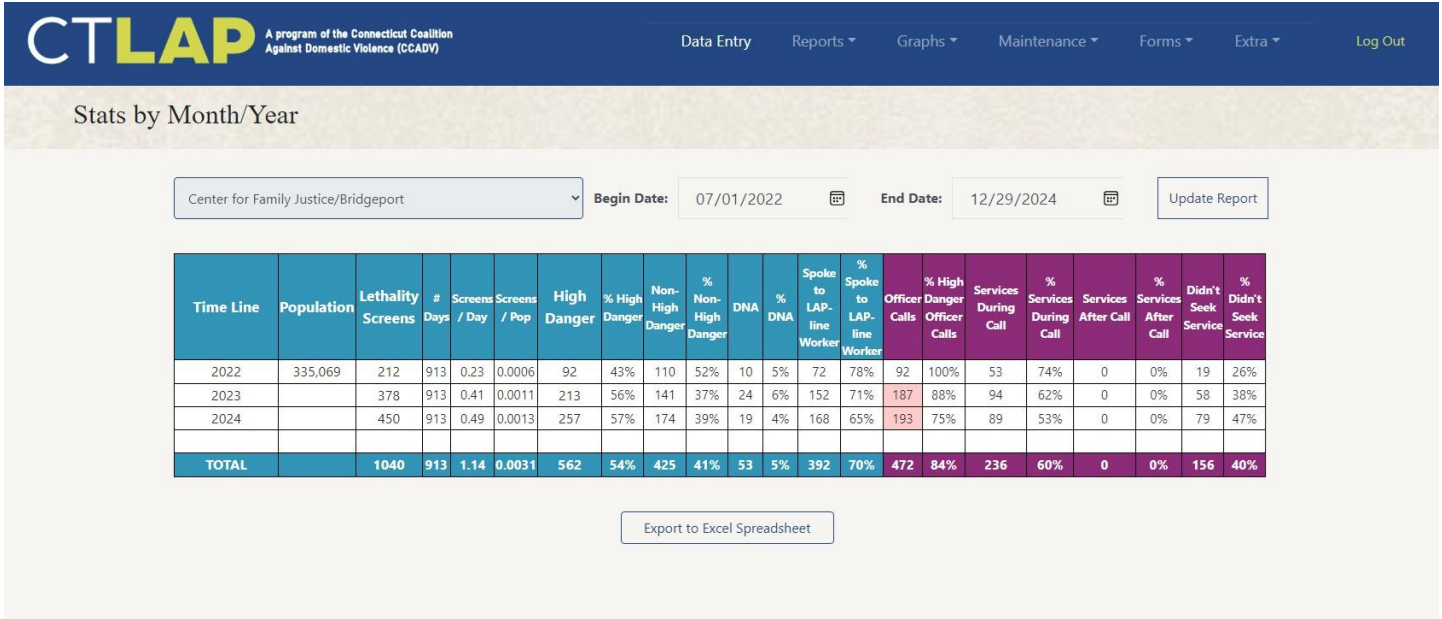 CTLAP
A program of the Connecticut Coalition
Against Domestic Violence (CCADV)
Data Entry Reports Graphs Maintenance Forms Extra Log Out
Stats by Month/Year
Center for Family Justice/Bridgeport Begin Date: 07/01/2022 End Date: 12/29/2024 Update Report
Time Line Population Lethality Screens # Days Screens / Day Screens / Pop High Danger % High Danger Non-High Danger % Non-High Danger DNA % DNA Spoke to LAP-line Worker % Spoke to LAP-line Worker Officer Calls % High Danger Officer Calls Services During Call % Services During Call Services After Call % Services After Call Didn't Seek Service % Didn't Seek Service
2022 335,069 212 913 0.23 0.0006 92 43% 110 52% 10 5% 72 78% 92 100% 53 74% 0 0% 19 26%
2023 378 913 0.41 0.0011 213 56% 141 37% 24 6% 152 71% 187 88% 94 62% 0 0% 58 38%
2024 450 913 0.49 0.0013 257 57% 174 39% 19 4% 168 65% 193 75% 89 53% 0 0% 79 47%
TOTAL 1040 913 1.14 0.0031 562 54% 425 41% 53 5% 392 70% 472 84% 236 60% 0 0% 156 40%
Export to Excel Spreadsheet